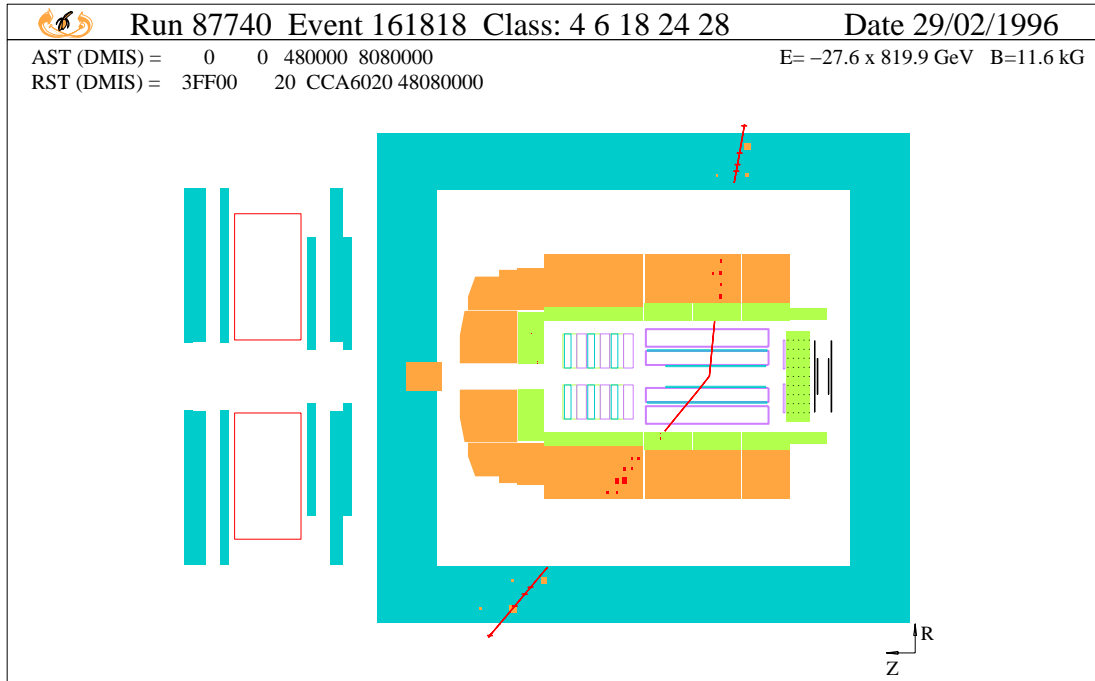 Run 87740 Event 161818 Class: 4 6 18 24 28 Date 29/02/1996
AST (DMIS) = 0 0 480000 8080000 E= −27.6 x 819.9 GeV B=11.6 kG
RST (DMIS) = 3FF00 20 CCA6020 48080000
R
Z